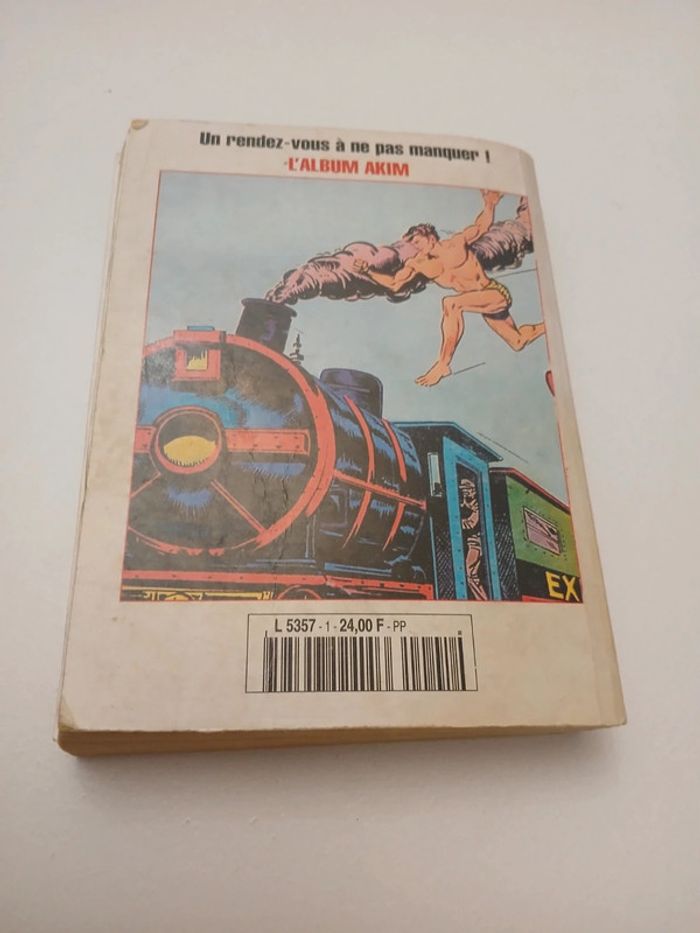 Un rendez-vous à ne pas manquer !
L'ALBUM AKIM
EX
L 5357 - 1 - 24,00 F - PP